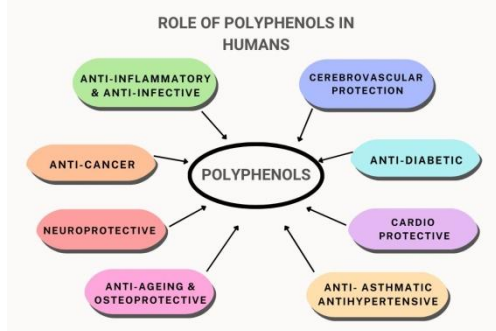 ROLE OF POLYPHENOLS IN
HUMANS
ANTI-INFLAMMATORY
& ANTI-INFECTIVE
CEREBROVASCULAR
PROTECTION
ANTI-CANCER
POLYPHENOLS
ANTI-DIABETIC
NEUROPROTECTIVE
CARDIO
PROTECTIVE
ANTI-AGEING &
OSTEOPROTECTIVE
ANTI- ASTHMATIC
ANTIHYPERTENSIVE